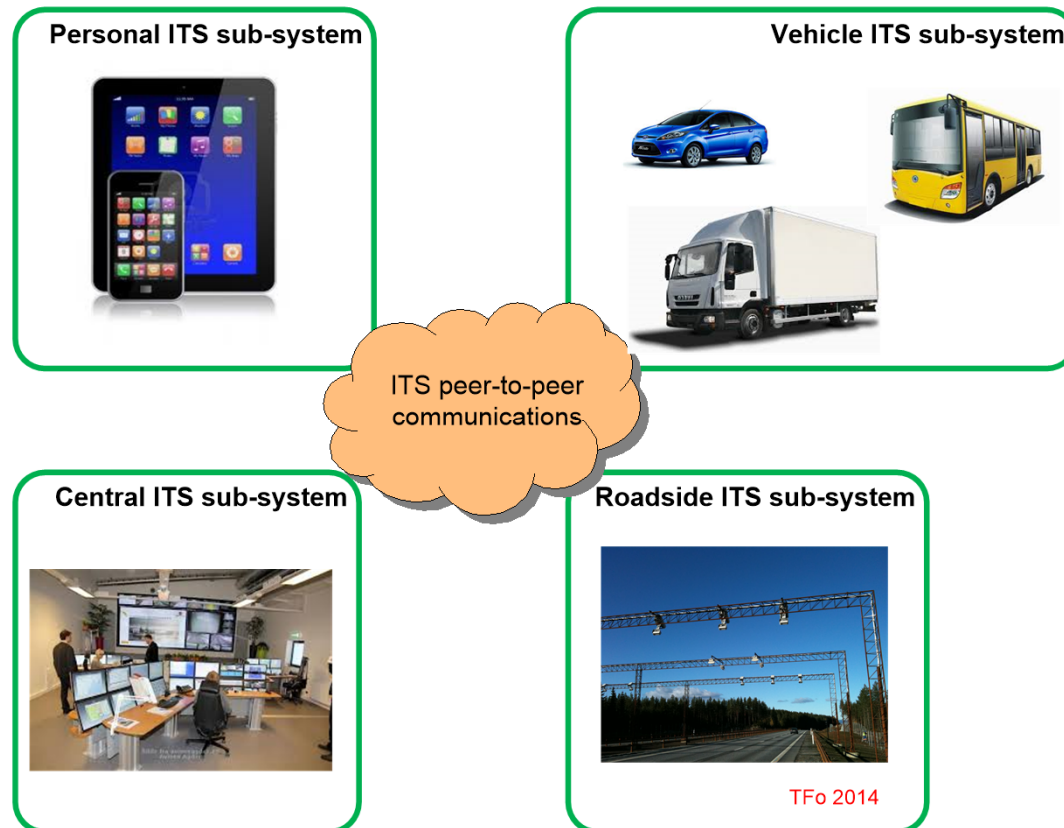 Personal ITS sub-system
Vehicle ITS sub-system
ITS peer-to-peer
communications
Central ITS sub-system
Roadside ITS sub-system
TFo 2014